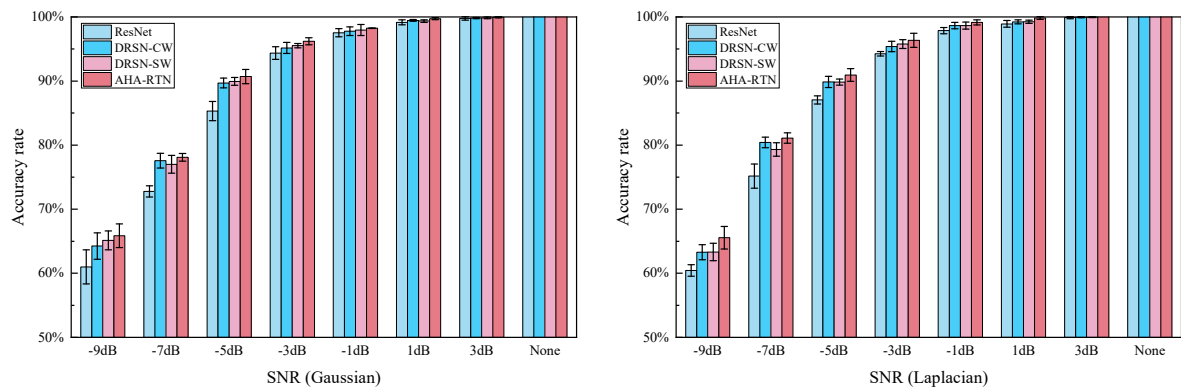 100%
90%
80%
70%
60%
50%
Accuracy rate
ResNet
DRSN-CW
DRSN-SW
AHA-RTN
-9dB -7dB -5dB -3dB -1dB 1dB 3dB None
SNR (Gaussian)
100%
90%
80%
70%
60%
50%
Accuracy rate
ResNet
DRSN-CW
DRSN-SW
AHA-RTN
-9dB -7dB -5dB -3dB -1dB 1dB 3dB None
SNR (Laplacian)